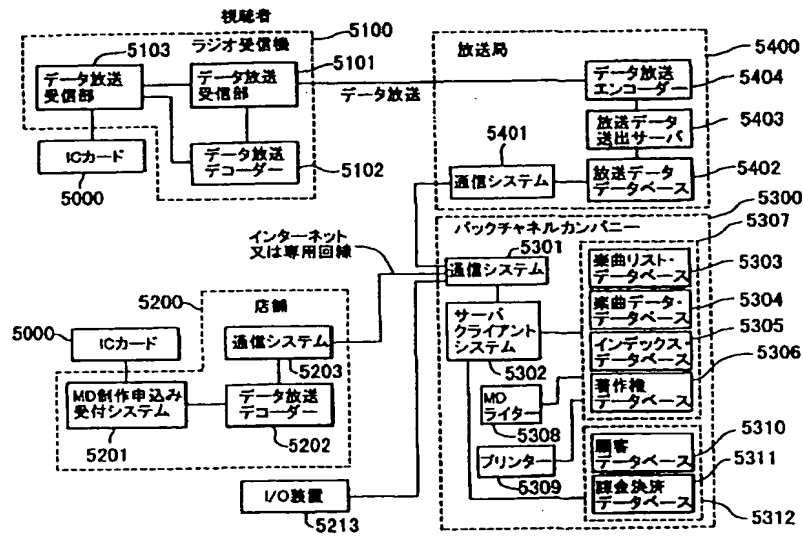 視聴者
5100
ラジオ受信機
5103
5101
データ放送
受信部
データ放送
受信部
データ放送
ICカード
5000
データ放送
デコーダー
5102
放送局
5400
データ放送
エンコーダー
5404
放送データ
送出サーバ
5403
5401
通信システム
放送データ
データベース
5402
5300
バックチャネルカンパニー
5307
インターネット
又は専用回線
5301
通信システム
楽曲リスト・
データベース
5303
楽曲データ・
データベース
5304
サーバ
クライアント
システム
5302
インデックス・
データベース
5305
著作権
データベース
5306
MD
ライター
5308
プリンター
5309
顧客
データベース
5310
課金決済
データベース
5311
5312
5200
店舗
5000
ICカード
通信システム
5203
MD制作申込み
受付システム
5201
データ放送
デコーダー
5202
I/O装置
5213